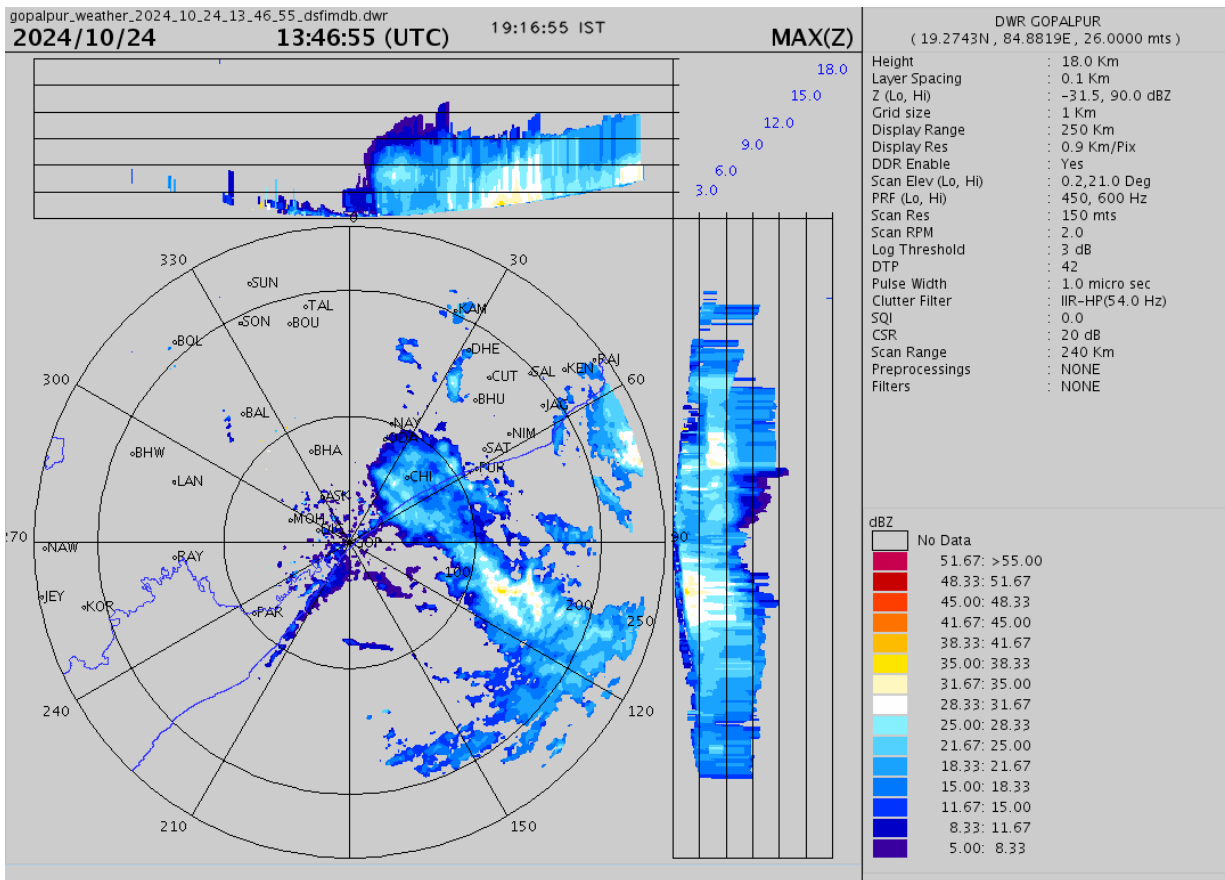 gopalpur_weather_2024_10_24_13_46_55_dsfimdb.dwr
2024/10/24 13:46:55 (UTC) 19:16:55 IST MAX(Z)
18.0
15.0
12.0
9.0
6.0
3.0
0
330 30
SUN
TAL
KAM
SON BOU
BOL
DHE
RAJ
KEN
SAL
CUT
300 60
BHU
JAG
BAL
NAY
NIM
BHW BHA
SAT
PUR
LAN CHI
ASK
MOH
270 NAW RAY GOP 90
100
JEY KOR PAR 200
250
240 120
210 150
DWR GOPALPUR
( 19.2743N , 84.8819E , 26.0000 mts )
Height : 18.0 Km
Layer Spacing : 0.1 Km
Z (Lo, Hi) : -31.5, 90.0 dBZ
Grid size : 1 Km
Display Range : 250 Km
Display Res : 0.9 Km/Pix
DDR Enable : Yes
Scan Elev (Lo, Hi) : 0.2,21.0 Deg
PRF (Lo, Hi) : 450, 600 Hz
Scan Res : 150 mts
Scan RPM : 2.0
Log Threshold : 3 dB
DTP : 42
Pulse Width : 1.0 micro sec
Clutter Filter : IIR-HP(54.0 Hz)
SQI : 0.0
CSR : 20 dB
Scan Range : 240 Km
Preprocessings : NONE
Filters : NONE
dBZ
No Data
51.67: >55.00
48.33: 51.67
45.00: 48.33
41.67: 45.00
38.33: 41.67
35.00: 38.33
31.67: 35.00
28.33: 31.67
25.00: 28.33
21.67: 25.00
18.33: 21.67
15.00: 18.33
11.67: 15.00
8.33: 11.67
5.00: 8.33